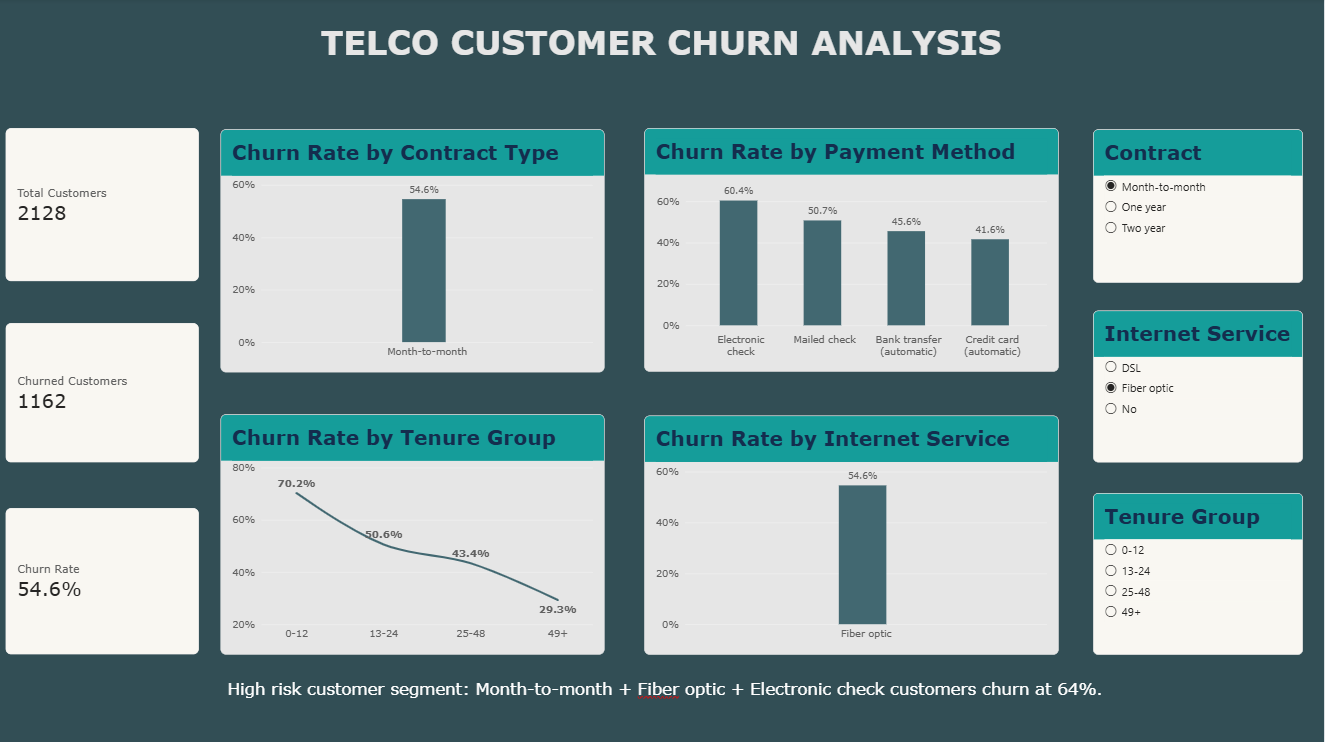 TELCO CUSTOMER CHURN ANALYSIS
Total Customers
2128
Churned Customers
1162
Churn Rate
54.6%
Churn Rate by Contract Type
60%
40%
20%
0%
54.6%
Month-to-month
Churn Rate by Payment Method
60%
40%
20%
0%
60.4%
50.7%
45.6%
41.6%
Electronic
check
Mailed check
Bank transfer
(automatic)
Credit card
(automatic)
Churn Rate by Tenure Group
80%
60%
40%
20%
70.2%
50.6%
43.4%
29.3%
0-12
13-24
25-48
49+
Churn Rate by Internet Service
60%
40%
20%
0%
54.6%
Fiber optic
Contract
Month-to-month
One year
Two year
Internet Service
DSL
Fiber optic
No
Tenure Group
0-12
13-24
25-48
49+
High risk customer segment: Month-to-month + Fiber optic + Electronic check customers churn at 64%.